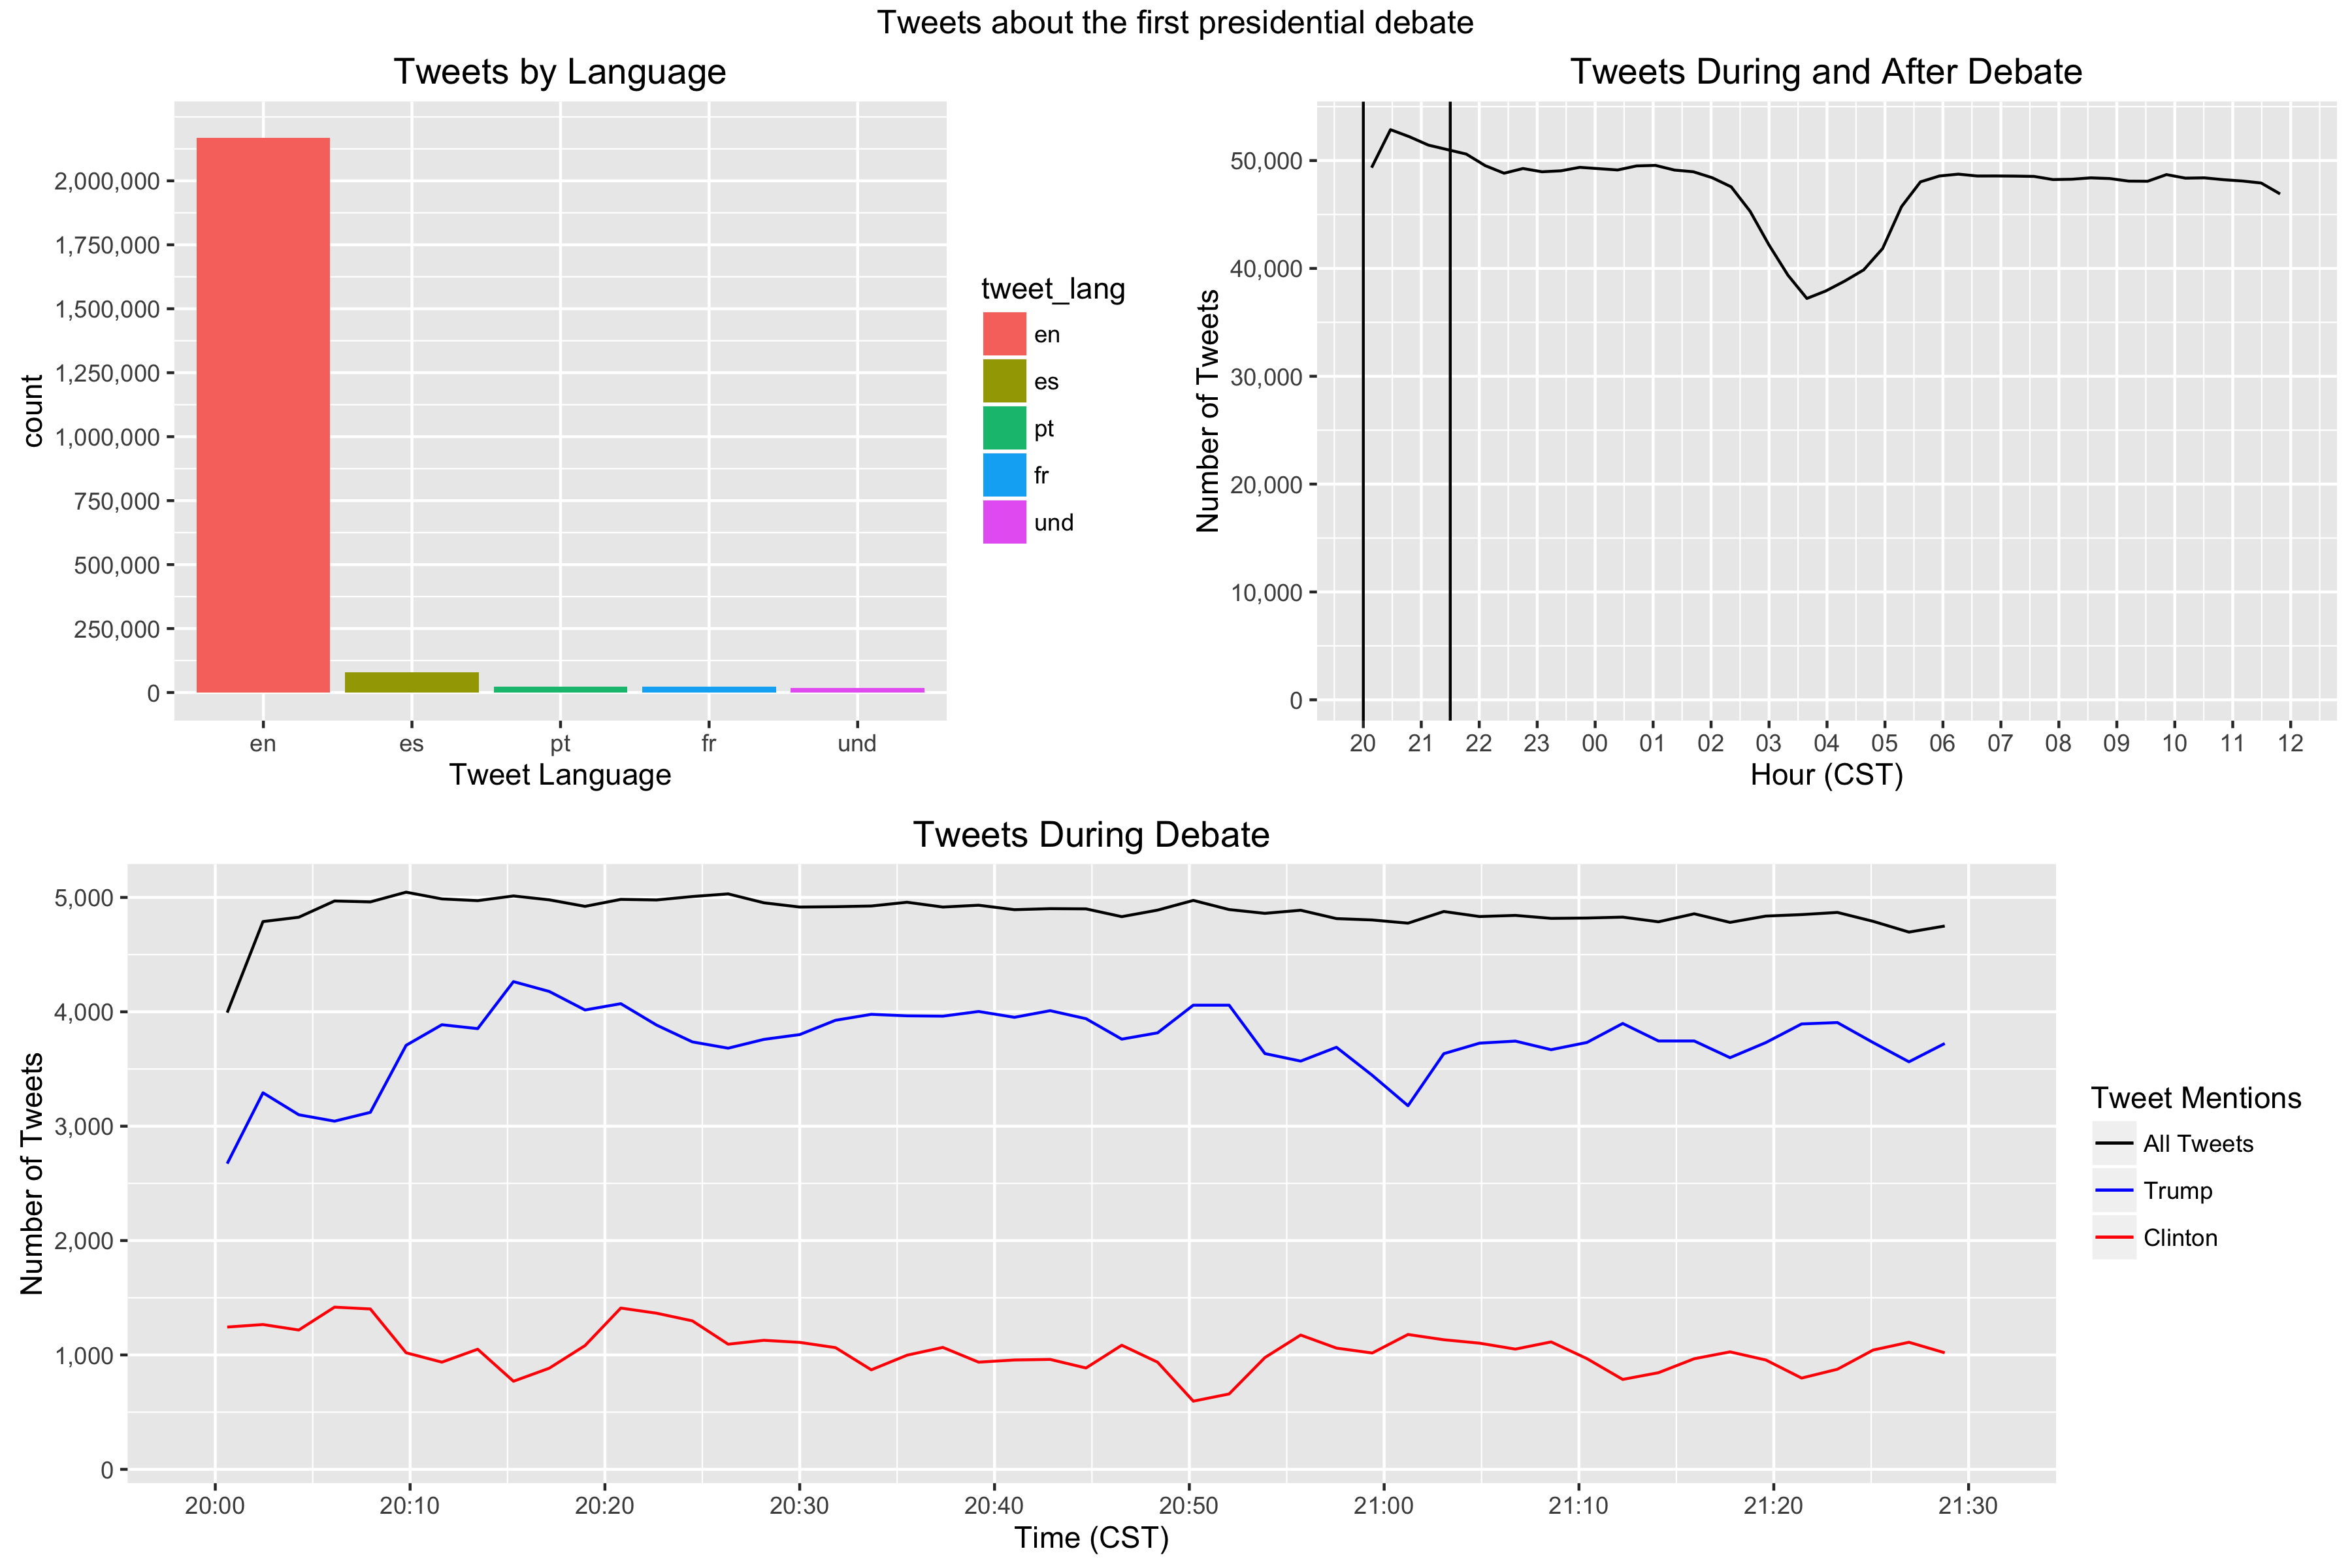 Tweets about the first presidential debate
Tweets by Language
count
2,000,000
1,750,000
1,500,000
1,250,000
1,000,000
750,000
500,000
250,000
0
en es pt fr und
Tweet Language
tweet_lang
en
es
pt
fr
und
Tweets During and After Debate
Number of Tweets
50,000
40,000
30,000
20,000
10,000
0
20 21 22 23 00 01 02 03 04 05 06 07 08 09 10 11 12
Hour (CST)
Tweets During Debate
Number of Tweets
5,000
4,000
3,000
2,000
1,000
0
20:00 20:10 20:20 20:30 20:40 20:50 21:00 21:10 21:20 21:30
Time (CST)
Tweet Mentions
All Tweets
Trump
Clinton